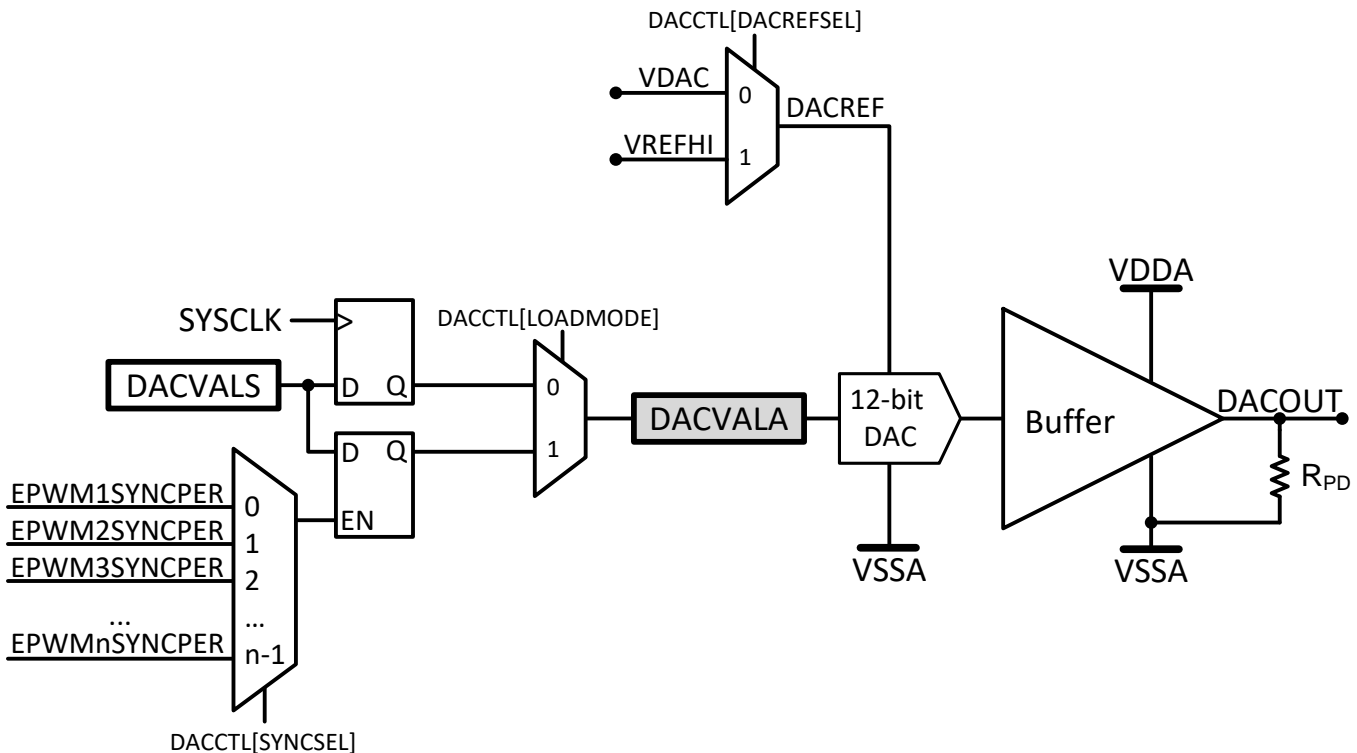 DACCTL[DACREFSEL]
VDAC
0
DACREF
VREFHI
1
VDDA
SYSCLK
DACCTL[LOADMODE]
DACVALS
D
Q
0
DACVALA
12-bit
DAC
Buffer
DACOUT
D
Q
1
RPD
EPWM1SYNCPER
0
EN
EPWM2SYNCPER
1
EPWM3SYNCPER
2
VSSA
VSSA
...
...
EPWMnSYNCPER
n-1
DACCTL[SYNCSEL]